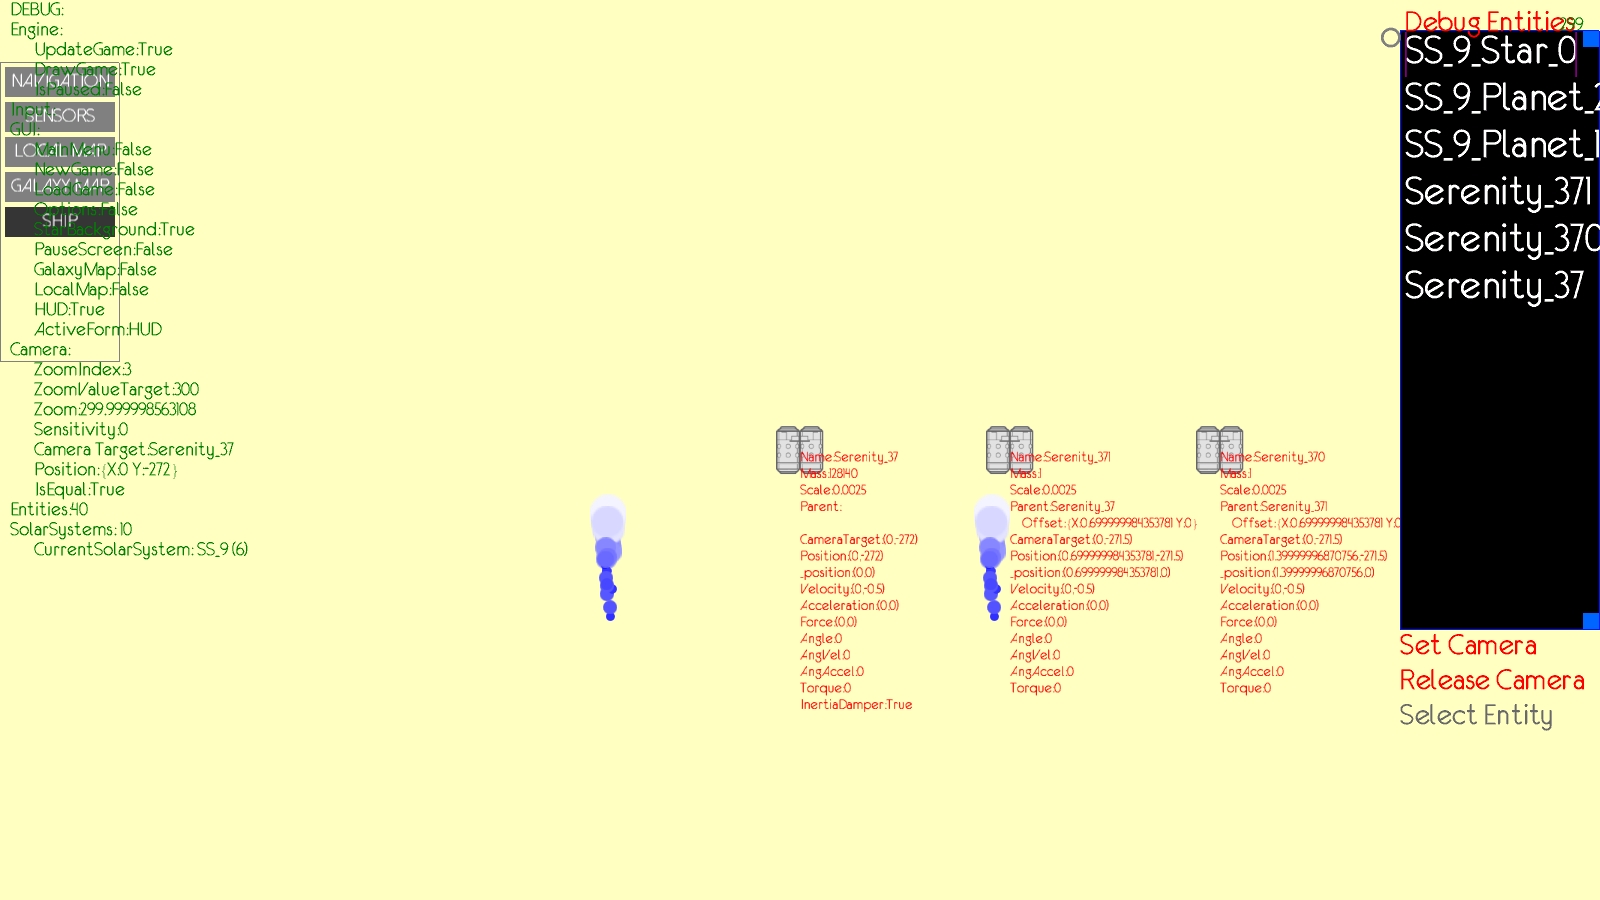 DEBUG:
Engine:
UpdateGame:True
DrawGame:True
IsPaused:False
Input
GUI:
MainMenu:False
NewGame:False
LoadGame:False
Options:False
StarBackground:True
PauseScreen:False
GalaxyMap:False
LocalMap:False
HUD:True
ActiveForm:HUD
Camera:
ZoomIndex:3
ZoomValueTarget:300
Zoom:299.999998563108
Sensitivity:0
Camera Target:Serenity_37
Position:{X:0 Y:-272}
IsEqual:True
Entities:40
SolarSystems:10
CurrentSolarSystem: SS_9 (6)
NAVIGATION
SENSORS
LOCAL MAP
GALAXY MAP
SHIP
Name:Serenity_37
Mass:128140
Scale:0.0025
Parent:
CameraTarget:(0,-272)
Position:(0,-272)
_position:(0,0)
Velocity:(0,-0.5)
Acceleration:(0,0)
Force:(0,0)
Angle:0
AngVel:0
AngAccel:0
Torque:0
InertiaDamper:True
Name:Serenity_371
Mass:1
Scale:0.0025
Parent:Serenity_37
Offset: {X:0.699999984353781 Y:0}
CameraTarget:(0,-271.5)
Position:(0.699999984353781,-271.5)
_position:(0.699999984353781,0)
Velocity:(0,-0.5)
Acceleration:(0,0)
Force:(0,0)
Angle:0
AngVel:0
AngAccel:0
Torque:0
Name:Serenity_370
Mass:1
Scale:0.0025
Parent:Serenity_371
Offset: {X:0.699999984353781 Y:0
CameraTarget:(0,-271.5)
Position:(1.39999996870756,-271.5)
_position:(1.39999996870756,0)
Velocity:(0,-0.5)
Acceleration:(0,0)
Force:(0,0)
Angle:0
AngVel:0
AngAccel:0
Torque:0
Debug Entities
SS_9_Star_0
SS_9_Planet_2
SS_9_Planet_1
Serenity_371
Serenity_370
Serenity_37
Set Camera
Release Camera
Select Entity